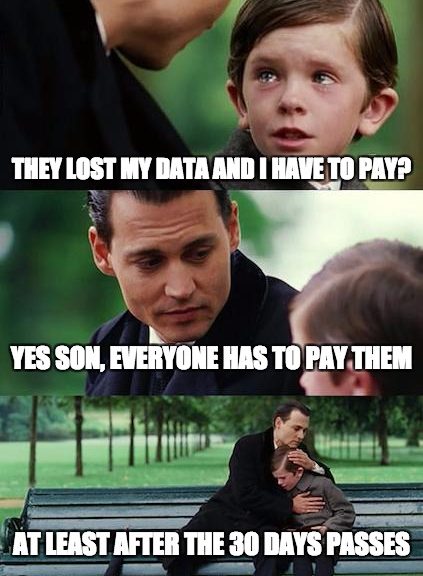 THEY LOST MY DATA AND I HAVE TO PAY?
YES SON, EVERYONE HAS TO PAY THEM
AT LEAST AFTER THE 30 DAYS PASSES